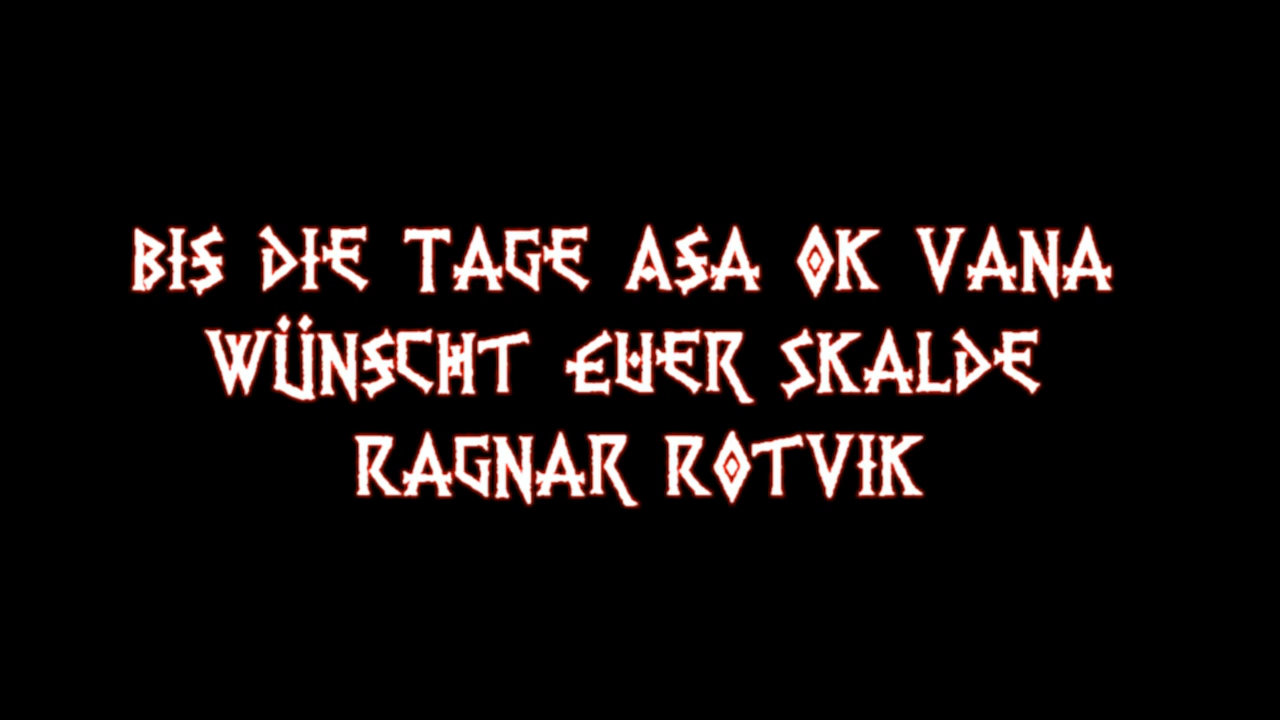 BIS DIE TAGE ASA OK VANA
WÜNSCHT EUER SKALDE
RAGNAR ROTVIK